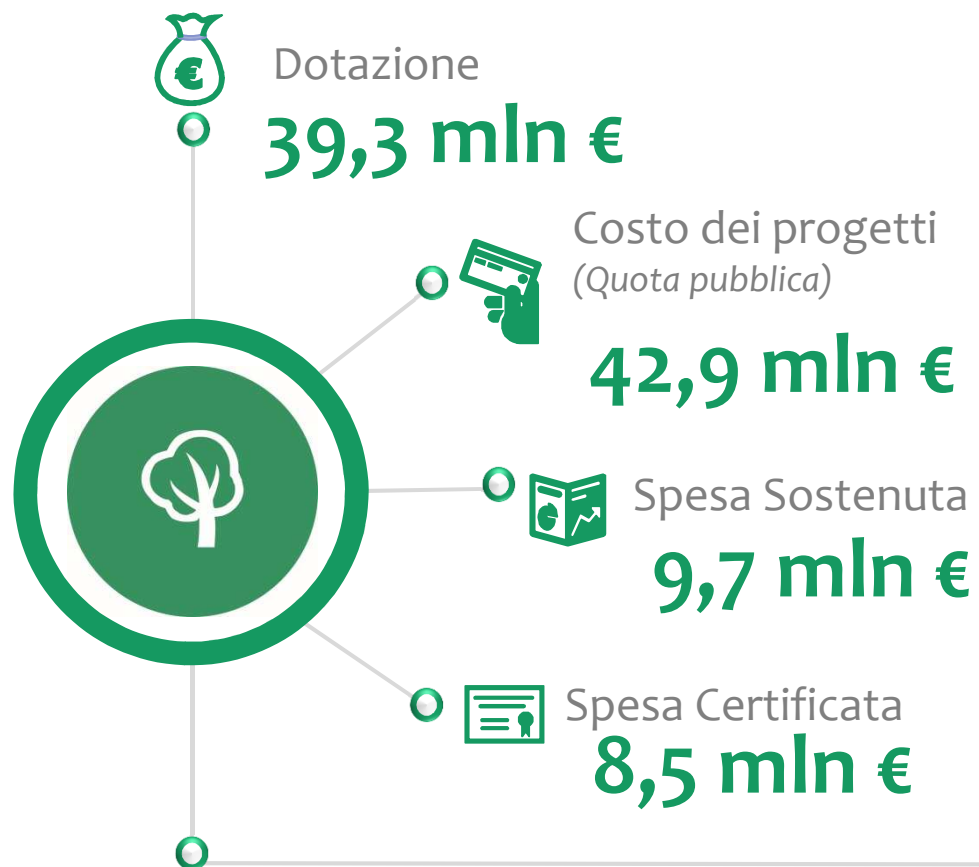 Dotazione
39,3 mln €
Costo dei progetti
(Quota pubblica)
42,9 mln €
Spesa Sostenuta
9,7 mln €
Spesa Certificata
8,5 mln €